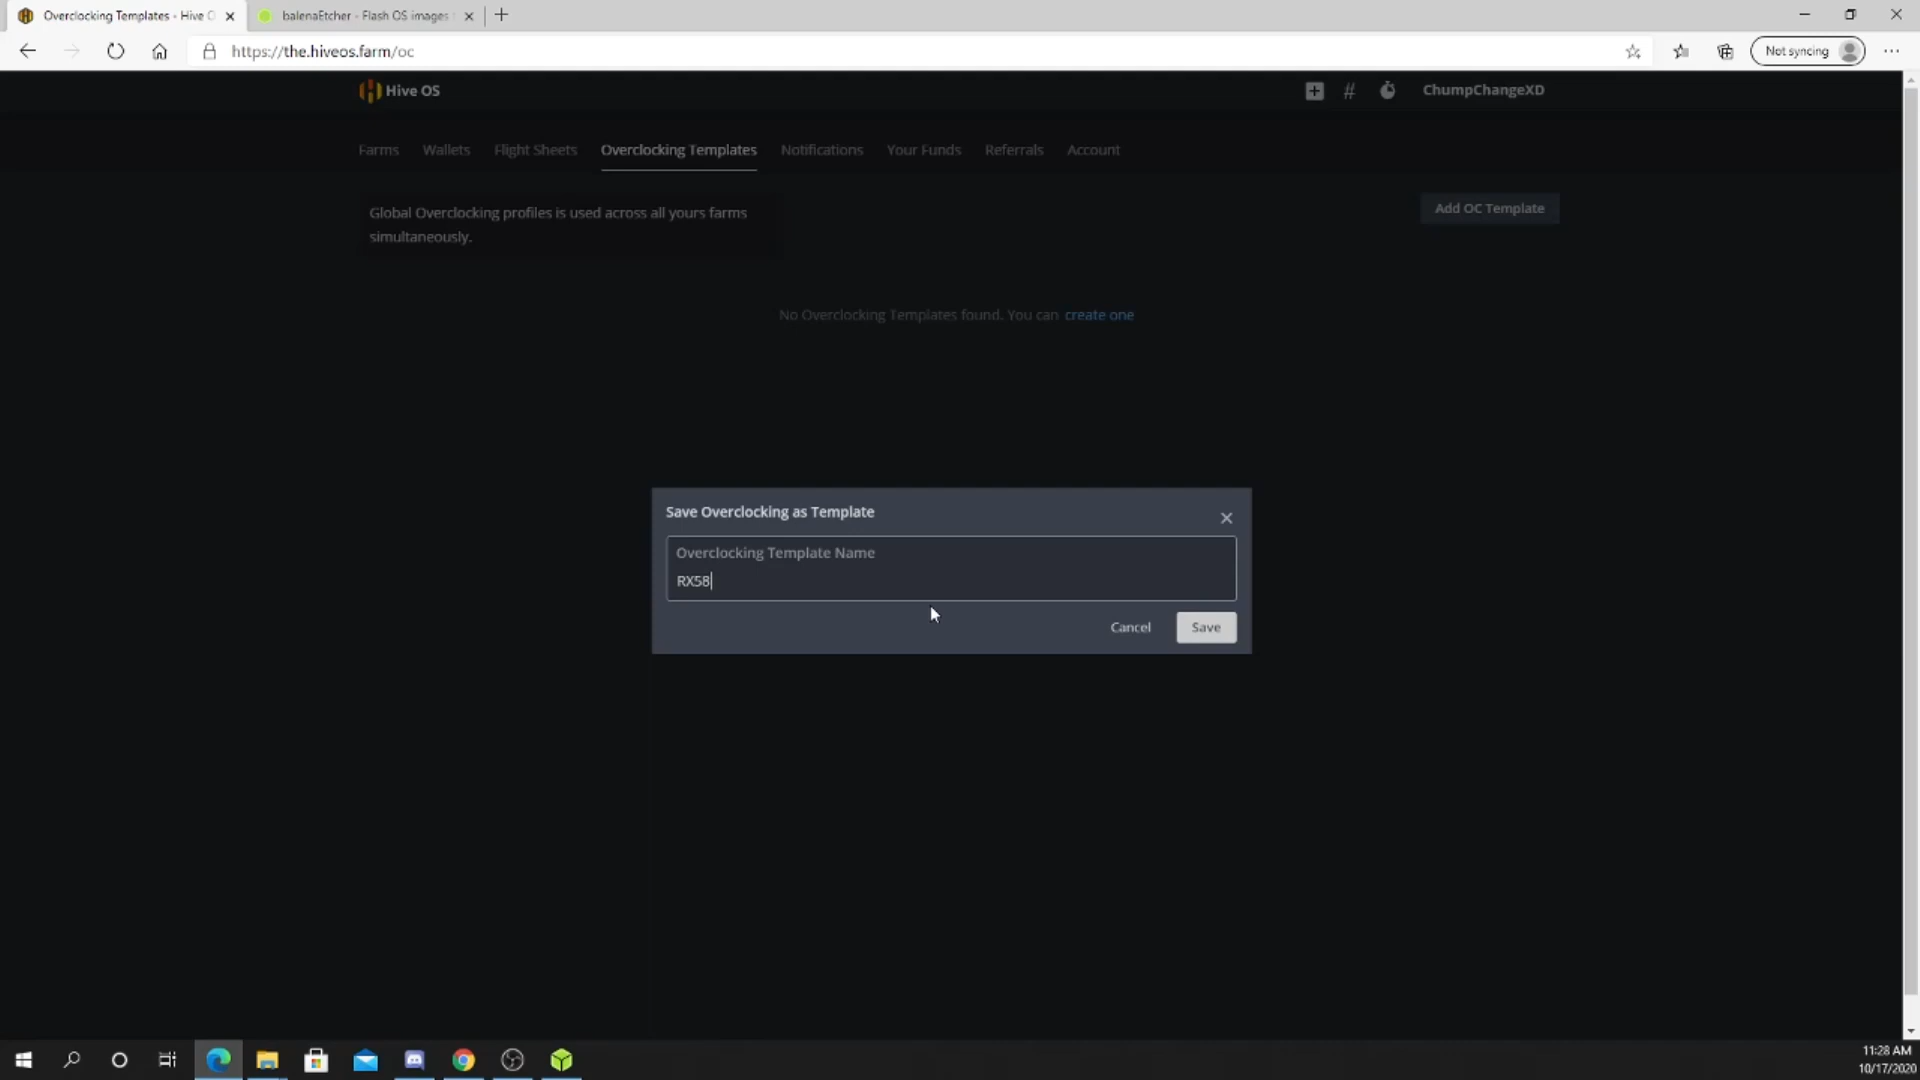 Overclocking Templates - Hive O
balenaEtcher - Flash OS images
https://the.hiveos.farm/oc
Not syncing
Hive OS
ChumpChangeXD
Farms Wallets Flight Sheets Overclocking Templates Notifications Your Funds Referrals Account
Global Overclocking profiles is used across all yours farms
simultaneously.
Add OC Template
No Overclocking Templates found. You can create one
Save Overclocking as Template
Overclocking Template Name
RX58
Cancel Save
11:28 AM
10/17/2020